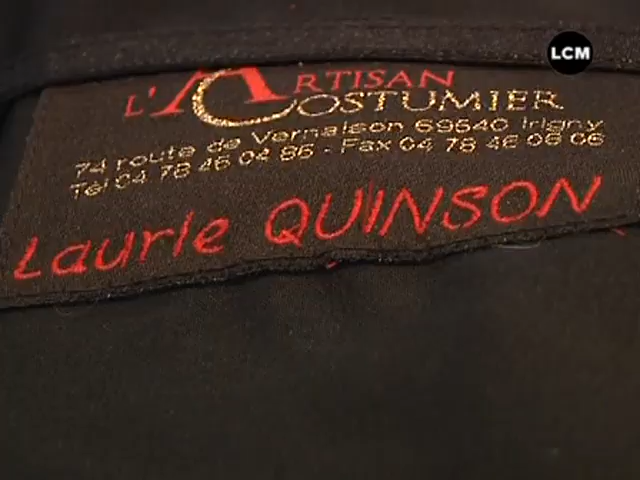 LCM
L'ARTISAN
COSTUMIER
74 route de Vernaison 69540 Irigny
Tél 04 78 46 04 86 - Fax 04 78 46 06 06
Laurie QUINSON